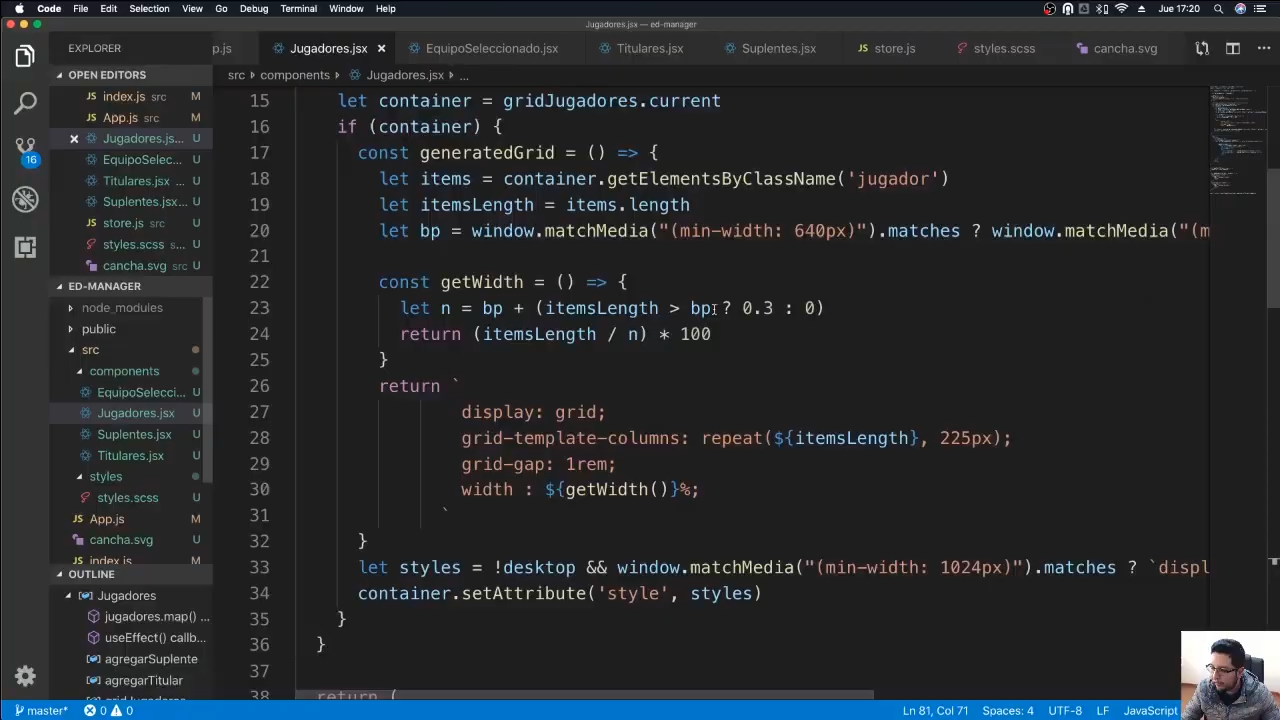 Code File Edit Selection View Go Debug Terminal Window Help Jue 17:20
Jugadores.jsx — ed-manager
EXPLORER
p.js Jugadores.jsx EquipoSeleccionado.jsx Titulares.jsx Suplentes.jsx store.js styles.scss cancha.svg
OPEN EDITORS
src › components › Jugadores.jsx › ...
JS index.js src M
JS App.js src M
Jugadores.js... U
EquipoSelec... U
Titulares.jsx ... U
Suplentes.jsx... U
JS store.js src U
styles.scss s... U
cancha.svg src U
16
ED-MANAGER
node_modules
public
src
components
EquipoSelecci... U
Jugadores.jsx U
Suplentes.jsx U
Titulares.jsx U
styles
styles.scss U
JS App.js M
cancha.svg U
JS index.js M
OUTLINE
Jugadores
jugadores.map() ...
useEffect() callb...
agregarSuplente
agregarTitular
gridJugadores
15 let container = gridJugadores.current
16 if (container) {
17 const generatedGrid = () => {
18 let items = container.getElementsByClassName('jugador')
19 let itemsLength = items.length
20 let bp = window.matchMedia("(min-width: 640px)").matches ? window.matchMedia("(m
21
22 const getWidth = () => {
23 let n = bp + (itemsLength > bp ? 0.3 : 0)
24 return (itemsLength / n) * 100
25 }
26 return `
27 display: grid;
28 grid-template-columns: repeat(${itemsLength}, 225px);
29 grid-gap: 1rem;
30 width : ${getWidth()}%;
31 `
32 }
33 let styles = !desktop && window.matchMedia("(min-width: 1024px)").matches ? `displ
34 container.setAttribute('style', styles)
35 }
36 }
37
38 return (
master* 0 0 Ln 81, Col 71 Spaces: 4 UTF-8 LF JavaScript